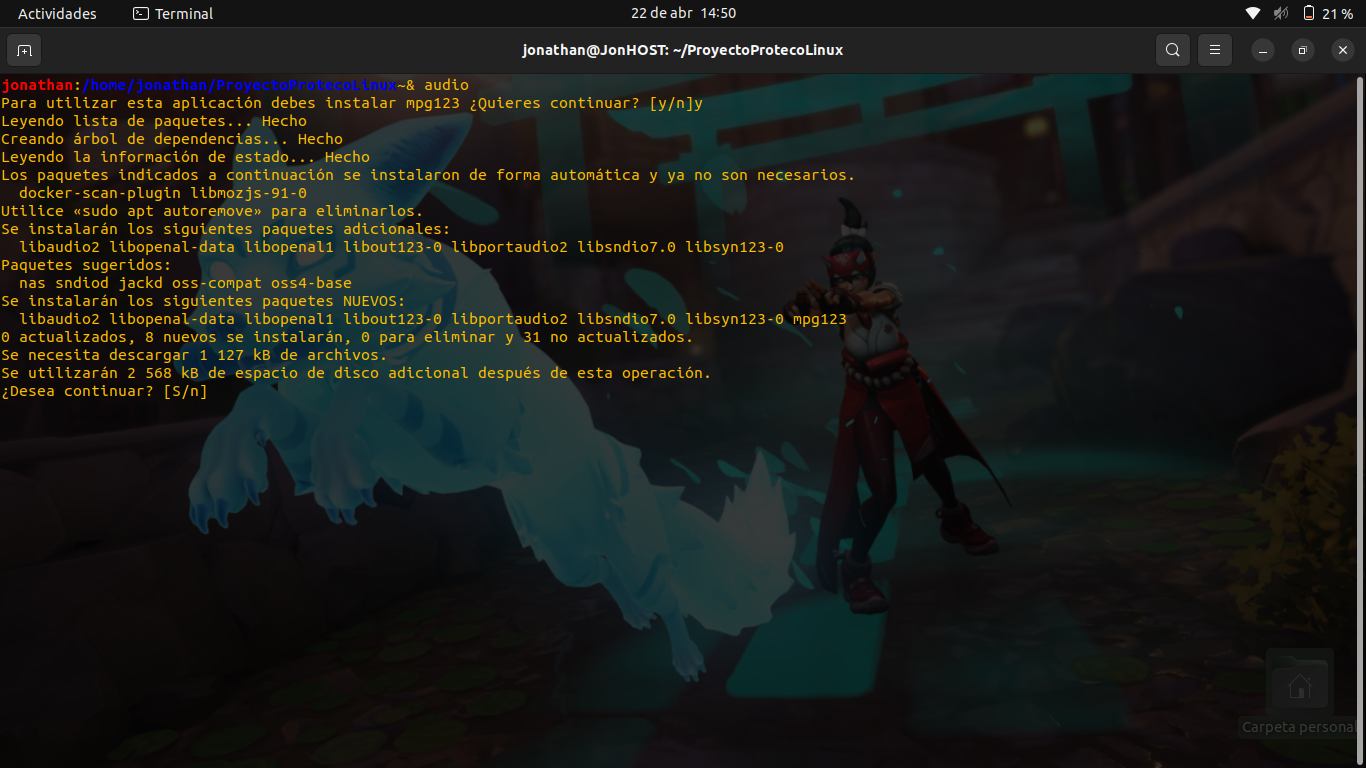 Actividades Terminal 22 de abr 14:50 21 %
jonathan@JonHOST: ~/ProyectoProtecoLinux
jonathan:/home/jonathan/ProyectoProtecoLinux~& audio
Para utilizar esta aplicación debes instalar mpg123 ¿Quieres continuar? [y/n]y
Leyendo lista de paquetes... Hecho
Creando árbol de dependencias... Hecho
Leyendo la información de estado... Hecho
Los paquetes indicados a continuación se instalaron de forma automática y ya no son necesarios.
  docker-scan-plugin libmozjs-91-0
Utilice «sudo apt autoremove» para eliminarlos.
Se instalarán los siguientes paquetes adicionales:
  libaudio2 libopenal-data libopenal1 libout123-0 libportaudio2 libsndio7.0 libsyn123-0
Paquetes sugeridos:
  nas sndiod jackd oss-compat oss4-base
Se instalarán los siguientes paquetes NUEVOS:
  libaudio2 libopenal-data libopenal1 libout123-0 libportaudio2 libsndio7.0 libsyn123-0 mpg123
0 actualizados, 8 nuevos se instalarán, 0 para eliminar y 31 no actualizados.
Se necesita descargar 1 127 kB de archivos.
Se utilizarán 2 568 kB de espacio de disco adicional después de esta operación.
¿Desea continuar? [S/n]
Carpeta personal